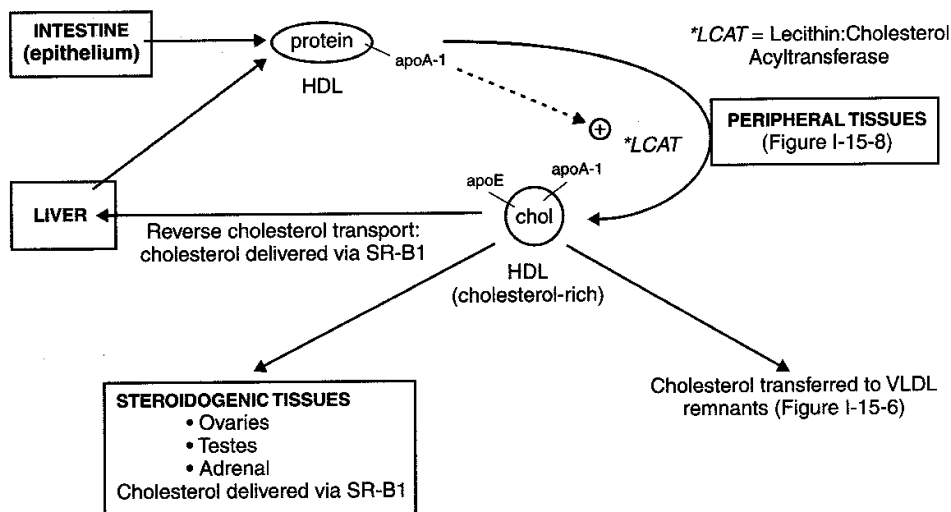 INTESTINE
(epithelium)
protein
apoA-1
HDL
*LCAT = Lecithin:Cholesterol
Acyltransferase
PERIPHERAL TISSUES
(Figure I-15-8)
+
*LCAT
apoE
apoA-1
chol
LIVER
Reverse cholesterol transport:
cholesterol delivered via SR-B1
HDL
(cholesterol-rich)
STEROIDOGENIC TISSUES
• Ovaries
• Testes
• Adrenal
Cholesterol delivered via SR-B1
Cholesterol transferred to VLDL
remnants (Figure I-15-6)